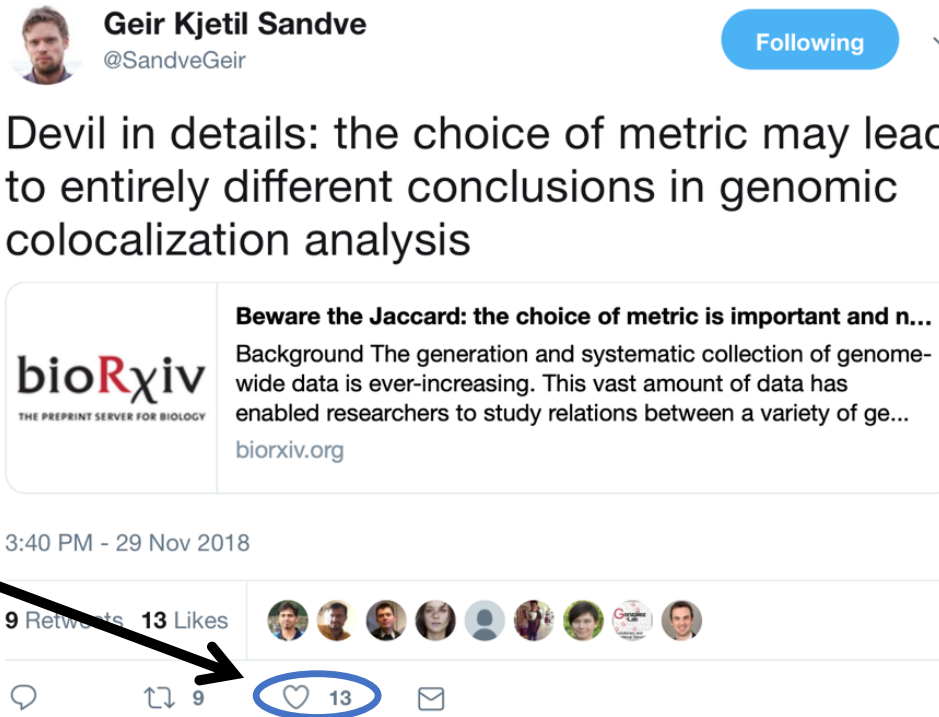 Geir Kjetil Sandve
@SandveGeir
Following
Devil in details: the choice of metric may lead
to entirely different conclusions in genomic
colocalization analysis
bioRχiv
THE PREPRINT SERVER FOR BIOLOGY
Beware the Jaccard: the choice of metric is important and n...
Background The generation and systematic collection of genome-
wide data is ever-increasing. This vast amount of data has
enabled researchers to study relations between a variety of ge...
biorxiv.org
3:40 PM - 29 Nov 2018
9 Retweets 13 Likes
González
Lab
9 13